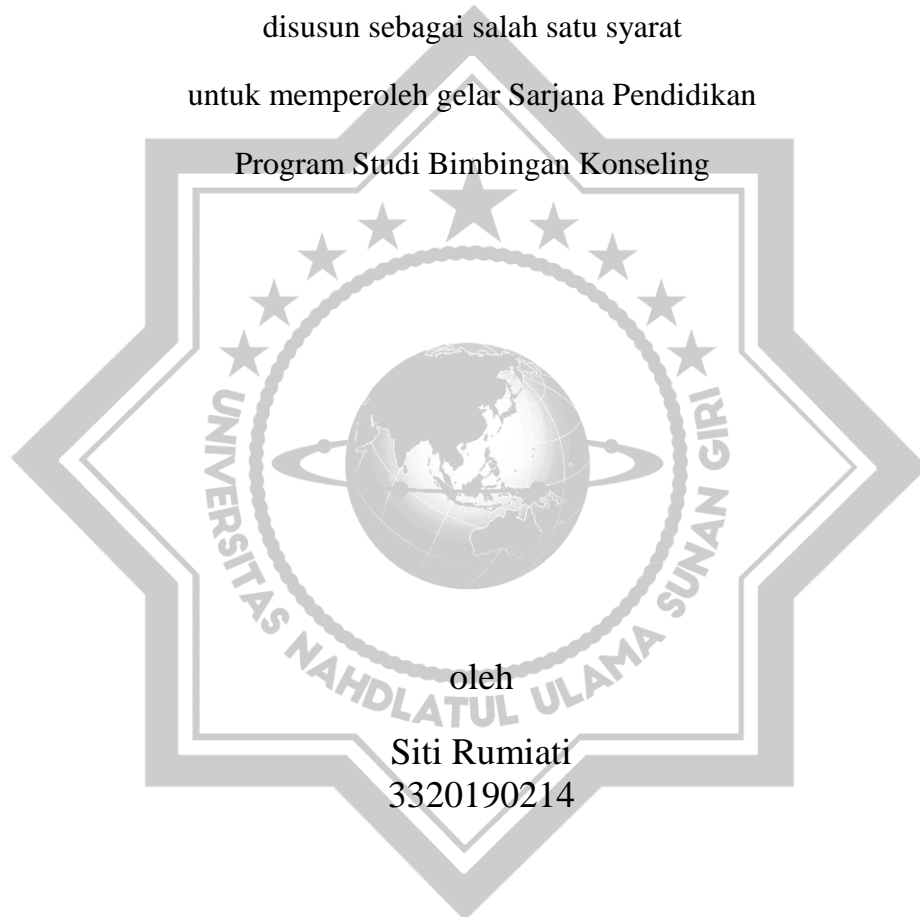 disusun sebagai salah satu syarat
untuk memperoleh gelar Sarjana Pendidikan
Program Studi Bimbingan Konseling
UNIVERSITAS NAHDLATUL ULAMA SUNAN GIRI
oleh
Siti Rumiati
3320190214